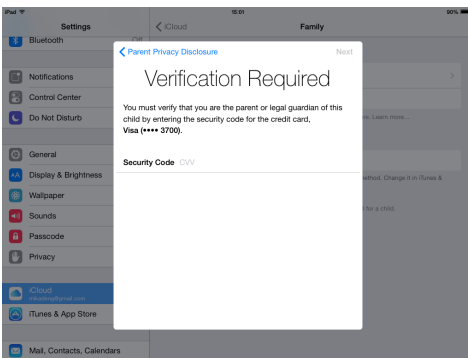 iPad 15:01 90%
Settings
iCloud Family
Bluetooth Off
Parent Privacy Disclosure Next
Verification Required
You must verify that you are the parent or legal guardian of this
child by entering the security code for the credit card,
Visa (•••• 3700).
Security Code CVV
Notifications
Control Center
Do Not Disturb
General
Display & Brightness
Wallpaper
Sounds
Passcode
Privacy
iCloud
iTunes & App Store
Mail, Contacts, Calendars
Learn more...
method. Change it in iTunes &
for a child.